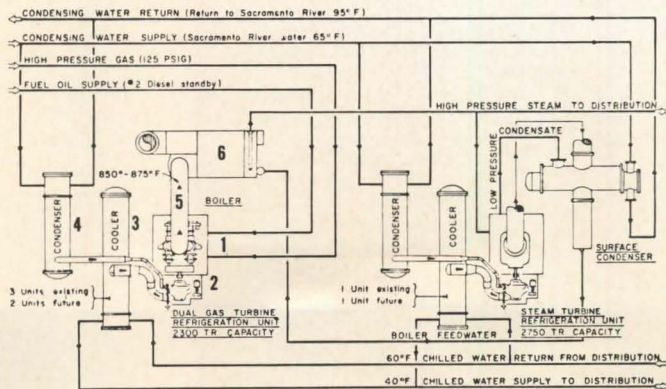 CONDENSING WATER RETURN (Return to Sacramento River 95° F)
CONDENSING WATER SUPPLY (Sacramento River water 65° F)
HIGH PRESSURE GAS (125 PSIG)
FUEL OIL SUPPLY (#2 Diesel standby)
HIGH PRESSURE STEAM TO DISTRIBUTION
CONDENSATE
LOW PRESSURE
6
850°-875°F
5
BOILER
4
3
CONDENSER
COOLER
1
2
CONDENSER
COOLER
SURFACE
CONDENSER
3 Units existing
2 Units future
DUAL GAS TURBINE
REFRIGERATION UNIT
2300 TR CAPACITY
1 Unit existing
1 Unit future
STEAM TURBINE
REFRIGERATION UNIT
2750 TR CAPACITY
BOILER FEEDWATER
60°F CHILLED WATER RETURN FROM DISTRIBUTION
40°F CHILLED WATER SUPPLY TO DISTRIBUTION